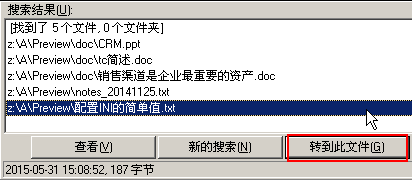 搜索结果(U):
[找到了 5 个文件, 0 个文件夹]
z:\A\Preview\doc\CRM.ppt
z:\A\Preview\doc\tc简述.doc
z:\A\Preview\doc\销售渠道是企业最重要的资产.doc
z:\A\Preview\notes_20141125.txt
z:\A\Preview\配置INI的简单值.txt
查看(V) 新的搜索(N) 转到此文件(G)
2015-05-31 15:08:52, 187 字节